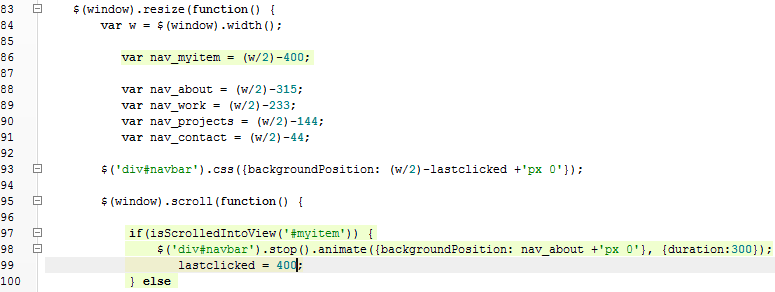 83 $(window).resize(function() {
84 var w = $(window).width();
85
86 var nav_myitem = (w/2)-400;
87
88 var nav_about = (w/2)-315;
89 var nav_work = (w/2)-233;
90 var nav_projects = (w/2)-144;
91 var nav_contact = (w/2)-44;
92
93 $('div#navbar').css({backgroundPosition: (w/2)-lastclicked +'px 0'});
94
95 $(window).scroll(function() {
96
97 if(isScrolledIntoView('#myitem')) {
98 $('div#navbar').stop().animate({backgroundPosition: nav_about +'px 0'}, {duration:300});
99 lastclicked = 400;
100 } else